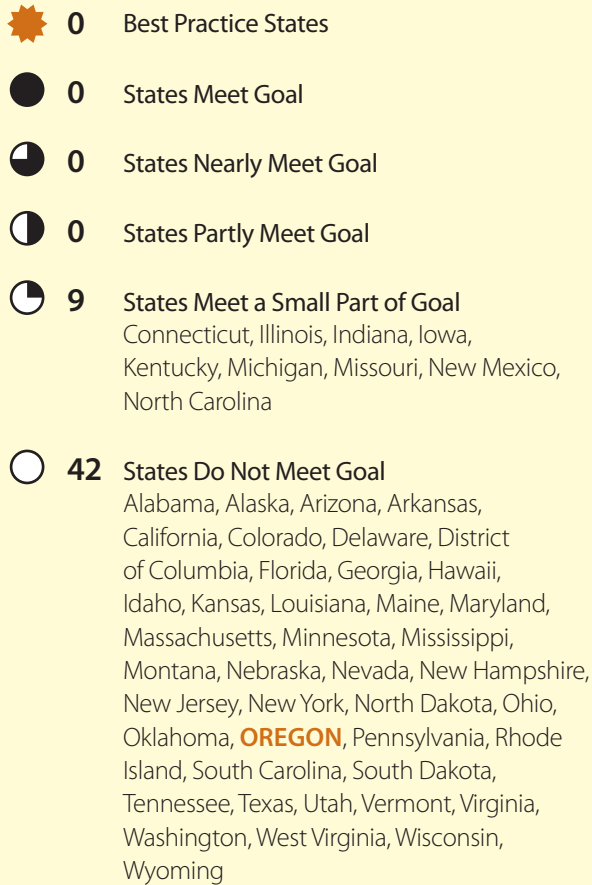 0 Best Practice States
0 States Meet Goal
0 States Nearly Meet Goal
0 States Partly Meet Goal
9 States Meet a Small Part of Goal
Connecticut, Illinois, Indiana, Iowa,
Kentucky, Michigan, Missouri, New Mexico,
North Carolina
42 States Do Not Meet Goal
Alabama, Alaska, Arizona, Arkansas,
California, Colorado, Delaware, District
of Columbia, Florida, Georgia, Hawaii,
Idaho, Kansas, Louisiana, Maine, Maryland,
Massachusetts, Minnesota, Mississippi,
Montana, Nebraska, Nevada, New Hampshire,
New Jersey, New York, North Dakota, Ohio,
Oklahoma, OREGON, Pennsylvania, Rhode
Island, South Carolina, South Dakota,
Tennessee, Texas, Utah, Vermont, Virginia,
Washington, West Virginia, Wisconsin,
Wyoming